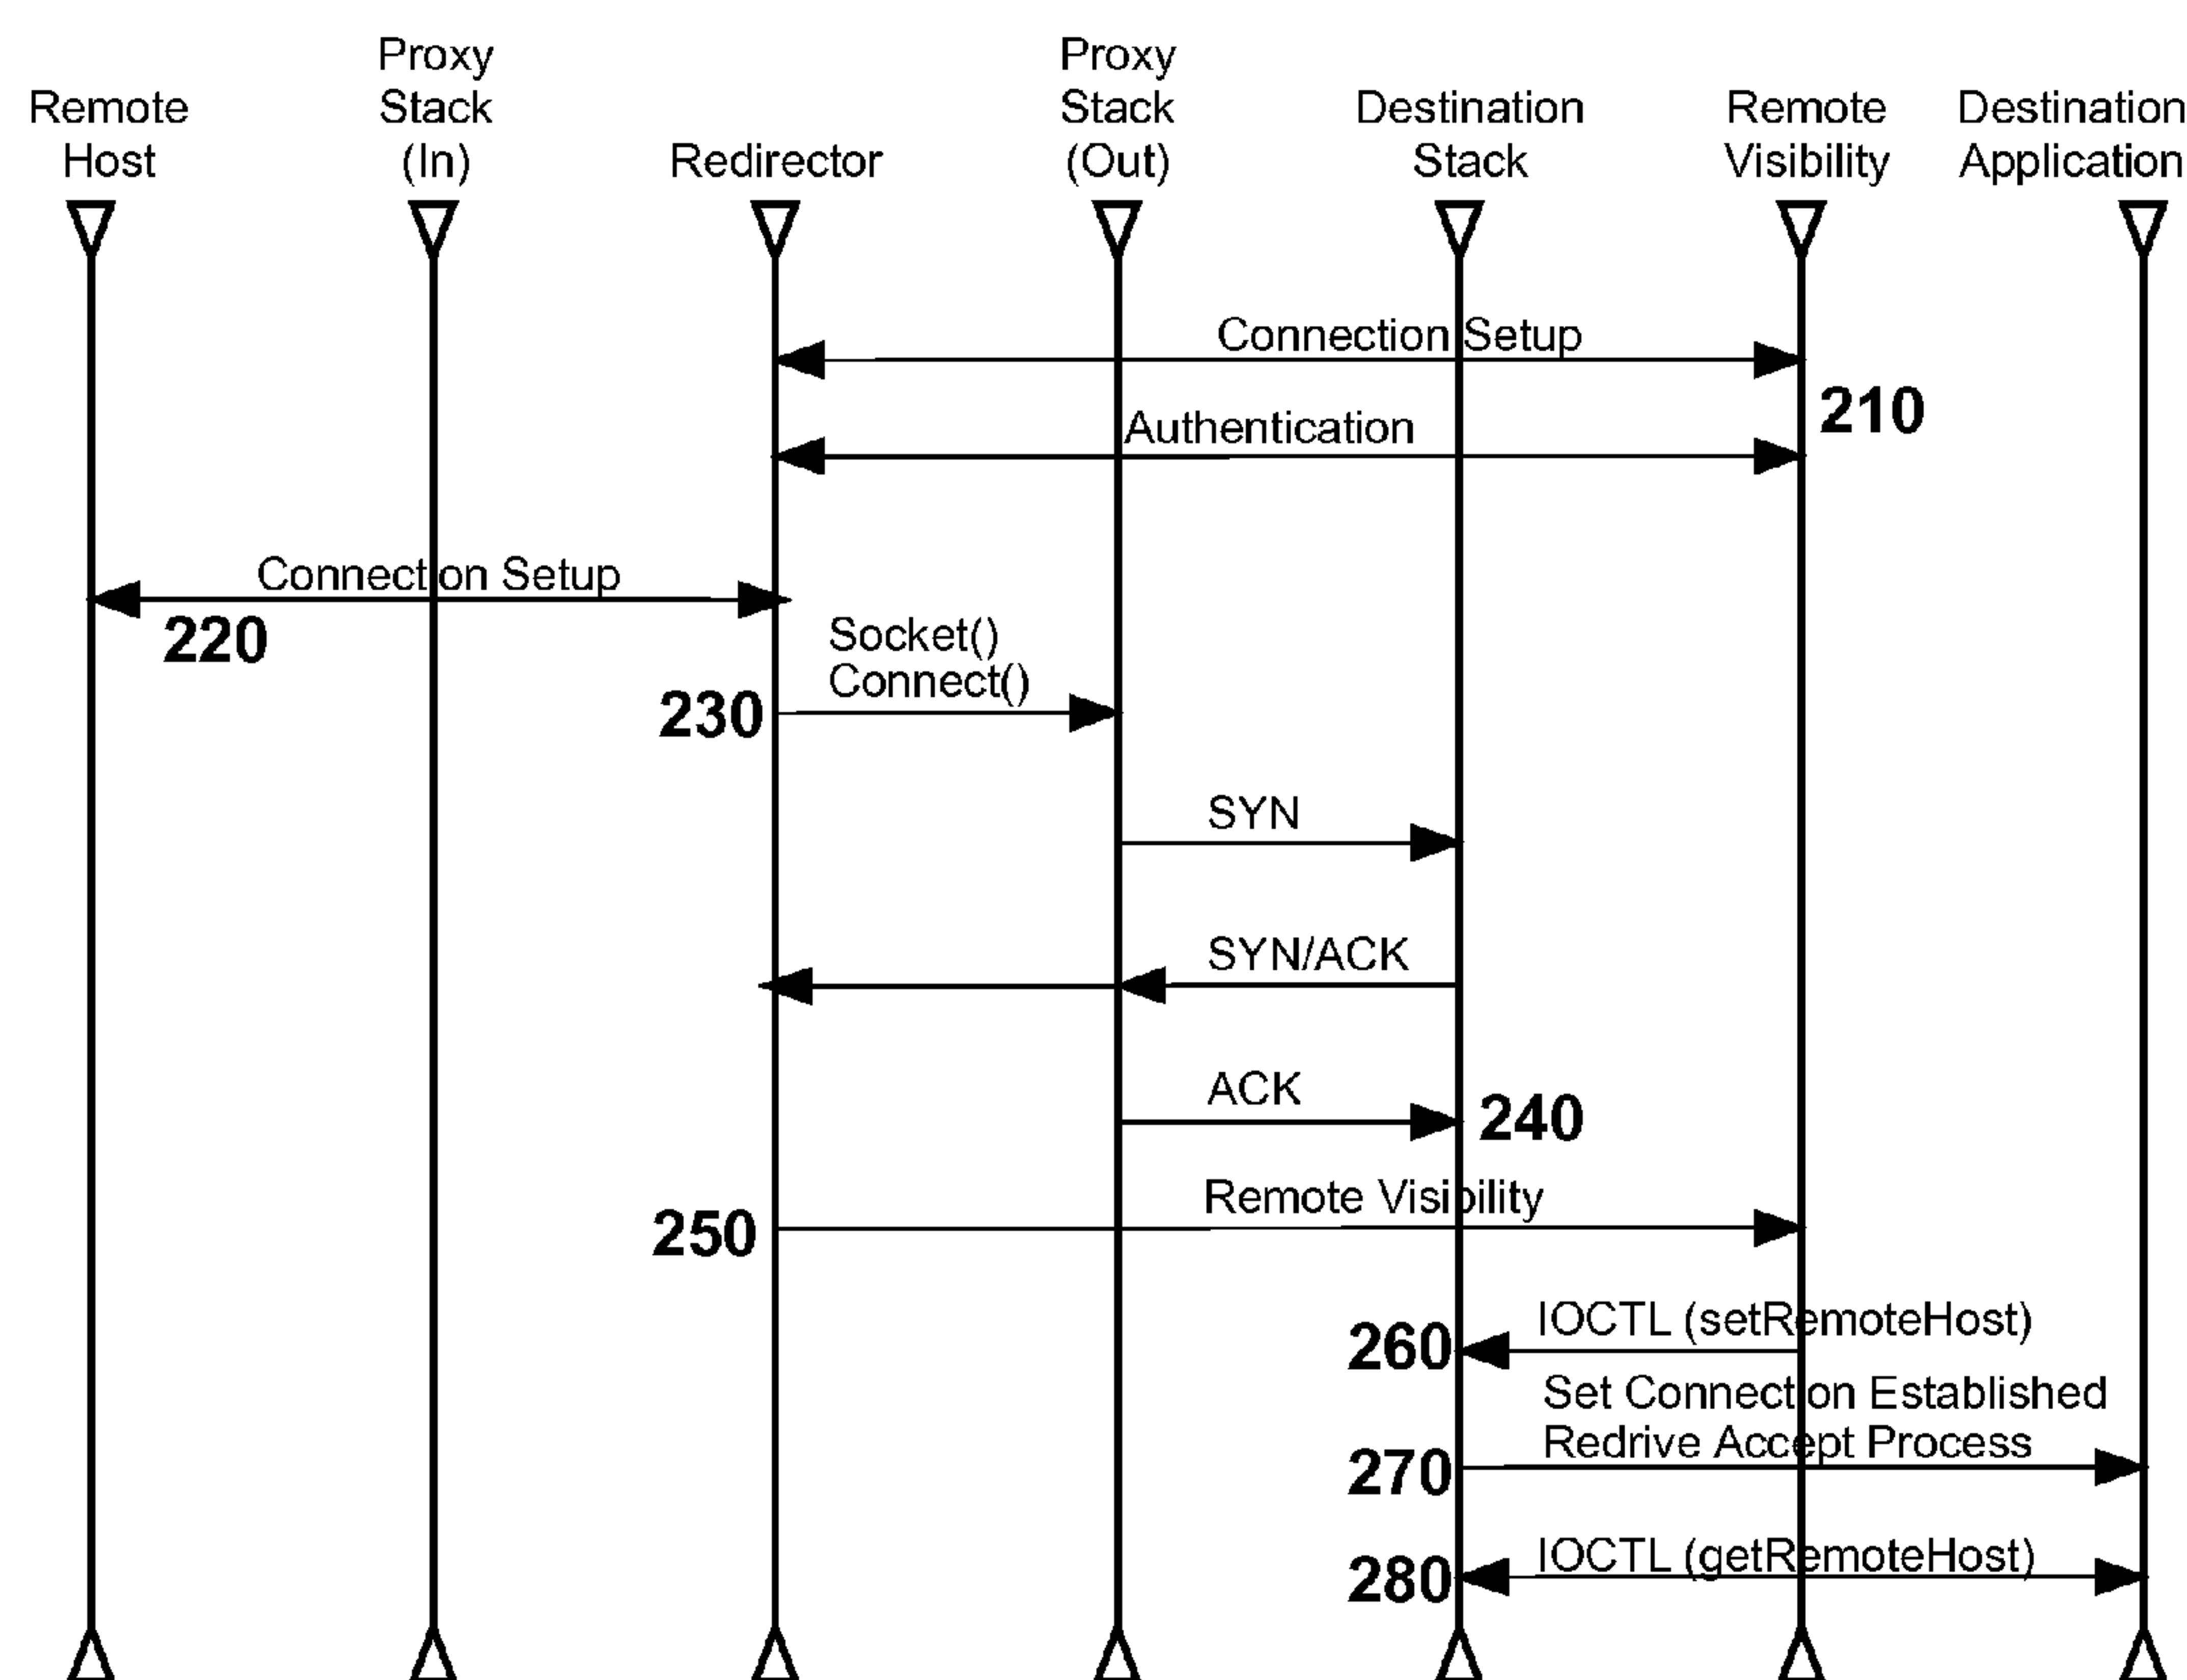 Remote
Host
Proxy
Stack
(In)
Redirector
Proxy
Stack
(Out)
Destination
Stack
Remote
Visibility
Destination
Application
Connection Setup
210
Authentication
Connection Setup
220
Socket()
Connect()
230
SYN
SYN/ACK
ACK
240
Remote Visibility
250
IOCTL (setRemoteHost)
260
Set Connection Established
Redrive Accept Process
270
IOCTL (getRemoteHost)
280